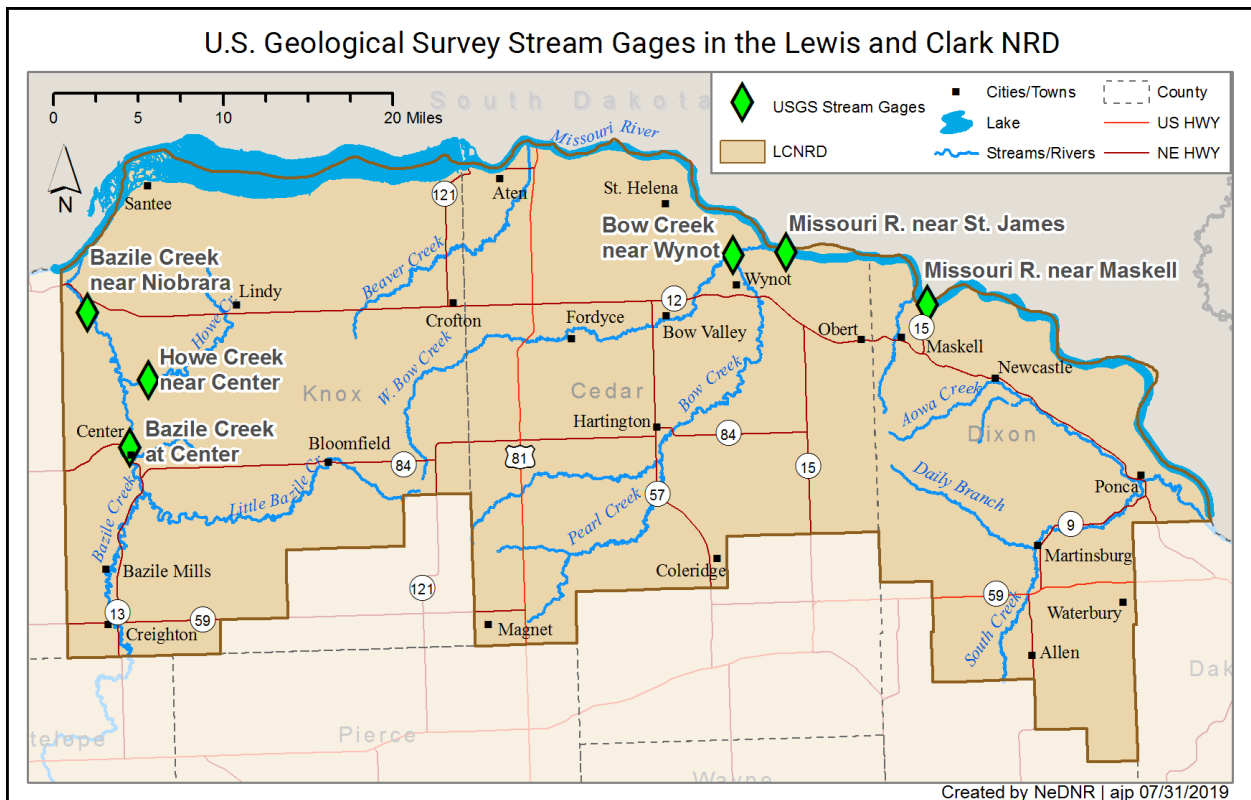 U.S. Geological Survey Stream Gages in the Lewis and Clark NRD
0 5 10 20 Miles
N
South Dakota
USGS Stream Gages
LCNRD
Cities/Towns
Lake
Streams/Rivers
County
US HWY
NE HWY
Missouri River
Santee
121
Aten
St. Helena
Bazile Creek
near Niobrara
Lindy
Howe Cr.
Beaver Creek
Crofton
Bow Creek
near Wynot
Wynot
Missouri R. near St. James
Missouri R. near Maskell
12
Fordyce
Bow Valley
Obert
15
Maskell
Newcastle
Howe Creek
near Center
Knox
W. Bow Creek
Cedar
Bow Creek
Aowa Creek
Dixon
Center
Bazile Creek
at Center
Bloomfield
84
81
Hartington
84
15
Little Bazile Cr.
Bazile Creek
57
Pearl Creek
Daily Branch
Ponca
9
Martinsburg
Bazile Mills
121
Coleridge
13
59
Creighton
Magnet
59
Waterbury
South Creek
Allen
Dak
telope
Pierce
Wayne
Created by NeDNR | ajp 07/31/2019